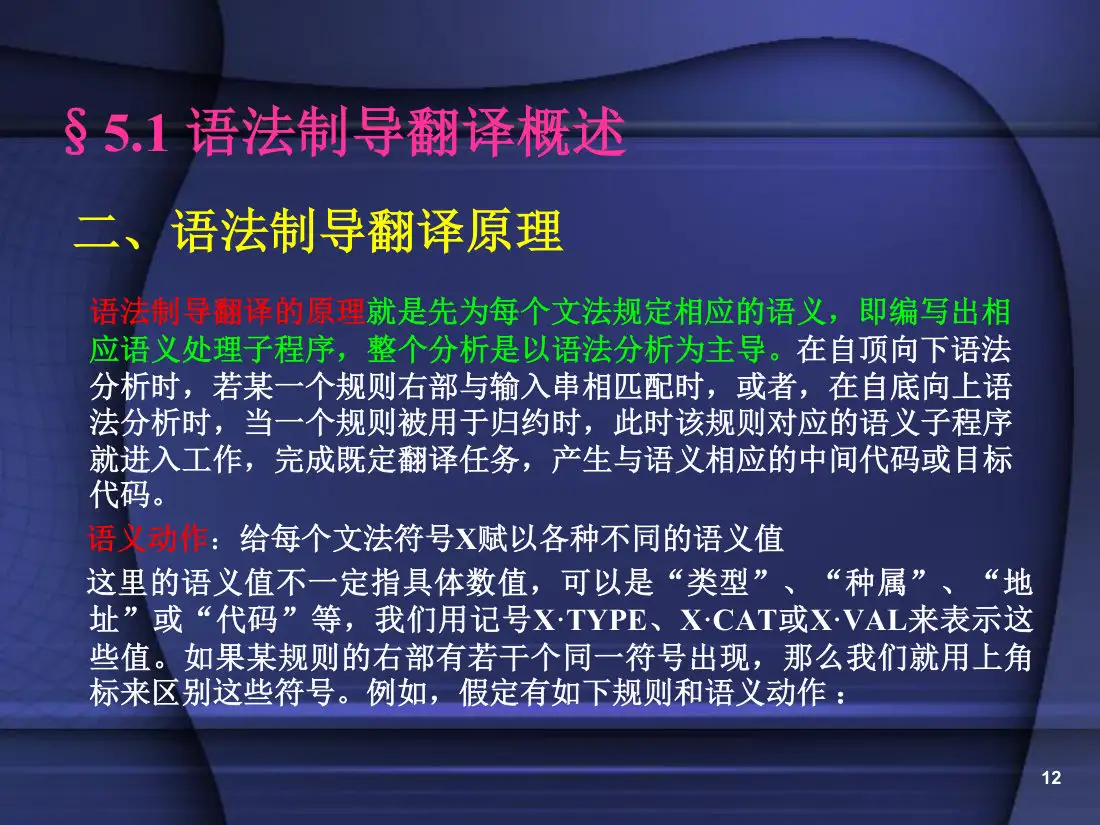 §5.1 语法制导翻译概述
二、语法制导翻译原理
语法制导翻译的原理就是先为每个文法规定相应的语义，即编写出相
应语义处理子程序，整个分析是以语法分析为主导。在自顶向下语法
分析时，若某一个规则右部与输入串相匹配时，或者，在自底向上语
法分析时，当一个规则被用于归约时，此时该规则对应的语义子程序
就进入工作，完成既定翻译任务，产生与语义相应的中间代码或目标
代码。
语义动作：给每个文法符号X赋以各种不同的语义值
这里的语义值不一定指具体数值，可以是“类型”、“种属”、“地
址”或“代码”等，我们用记号X·TYPE、X·CAT或X·VAL来表示这
些值。如果某规则的右部有若干个同一符号出现，那么我们就用上角
标来区别这些符号。例如，假定有如下规则和语义动作：
12